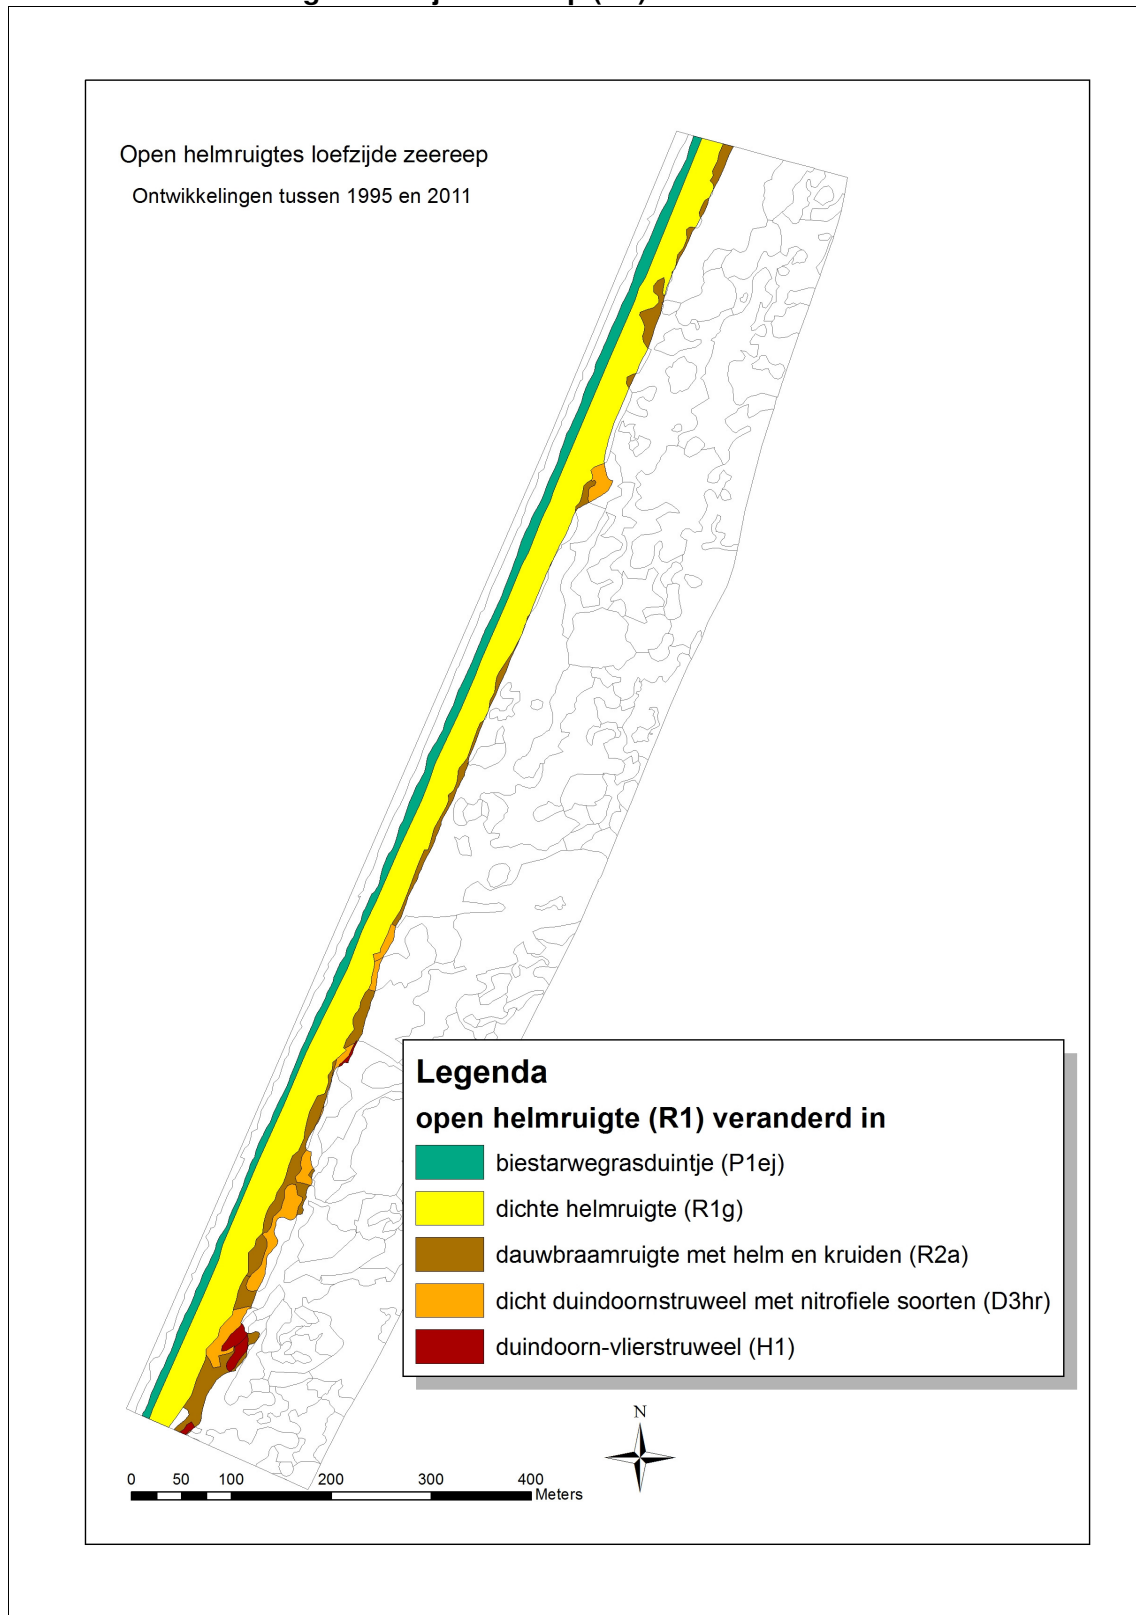 Open helmruigtes loefzijde zeereep
Ontwikkelingen tussen 1995 en 2011
Legenda
open helmruigte (R1) veranderd in
biestarwegrasduintje (P1ej)
dichte helmruigte (R1g)
dauwbraamruigte met helm en kruiden (R2a)
dicht duindoornstruweel met nitrofiele soorten (D3hr)
duindoorn-vlierstruweel (H1)
N
0 50 100 200 300 400
Meters